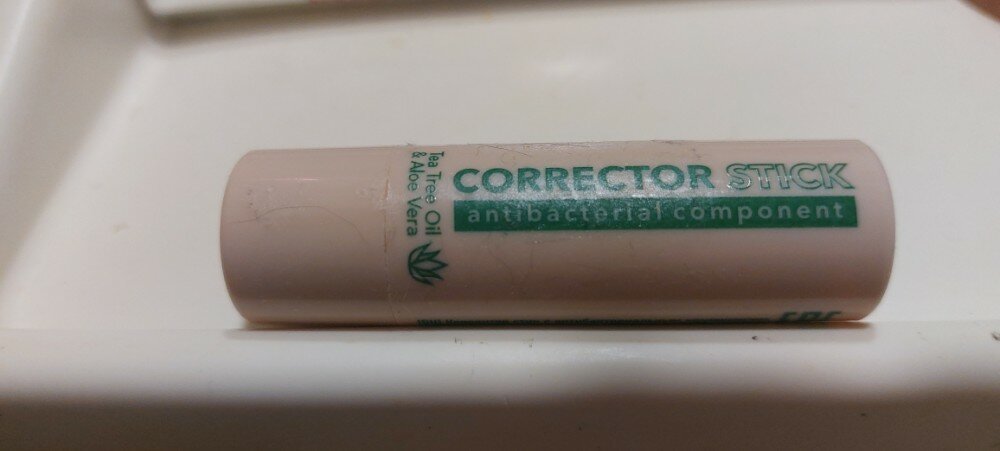 CORRECTOR STICK
antibacterial component
Tea Tree Oil
& Aloe Vera